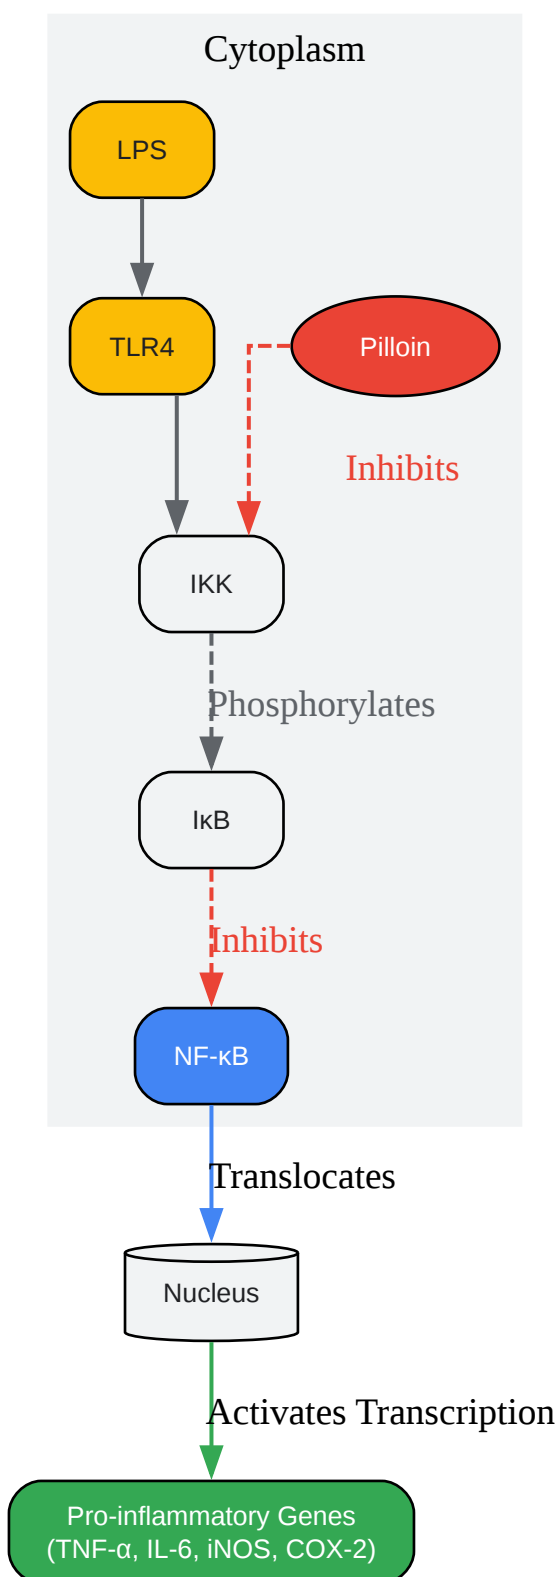 Cytoplasm
LPS
TLR4
Pilloin
Inhibits
IKK
Phosphorylates
IκB
Inhibits
NF-κB
Translocates
Nucleus
Activates Transcription
Pro-inflammatory Genes
(TNF-α, IL-6, iNOS, COX-2)